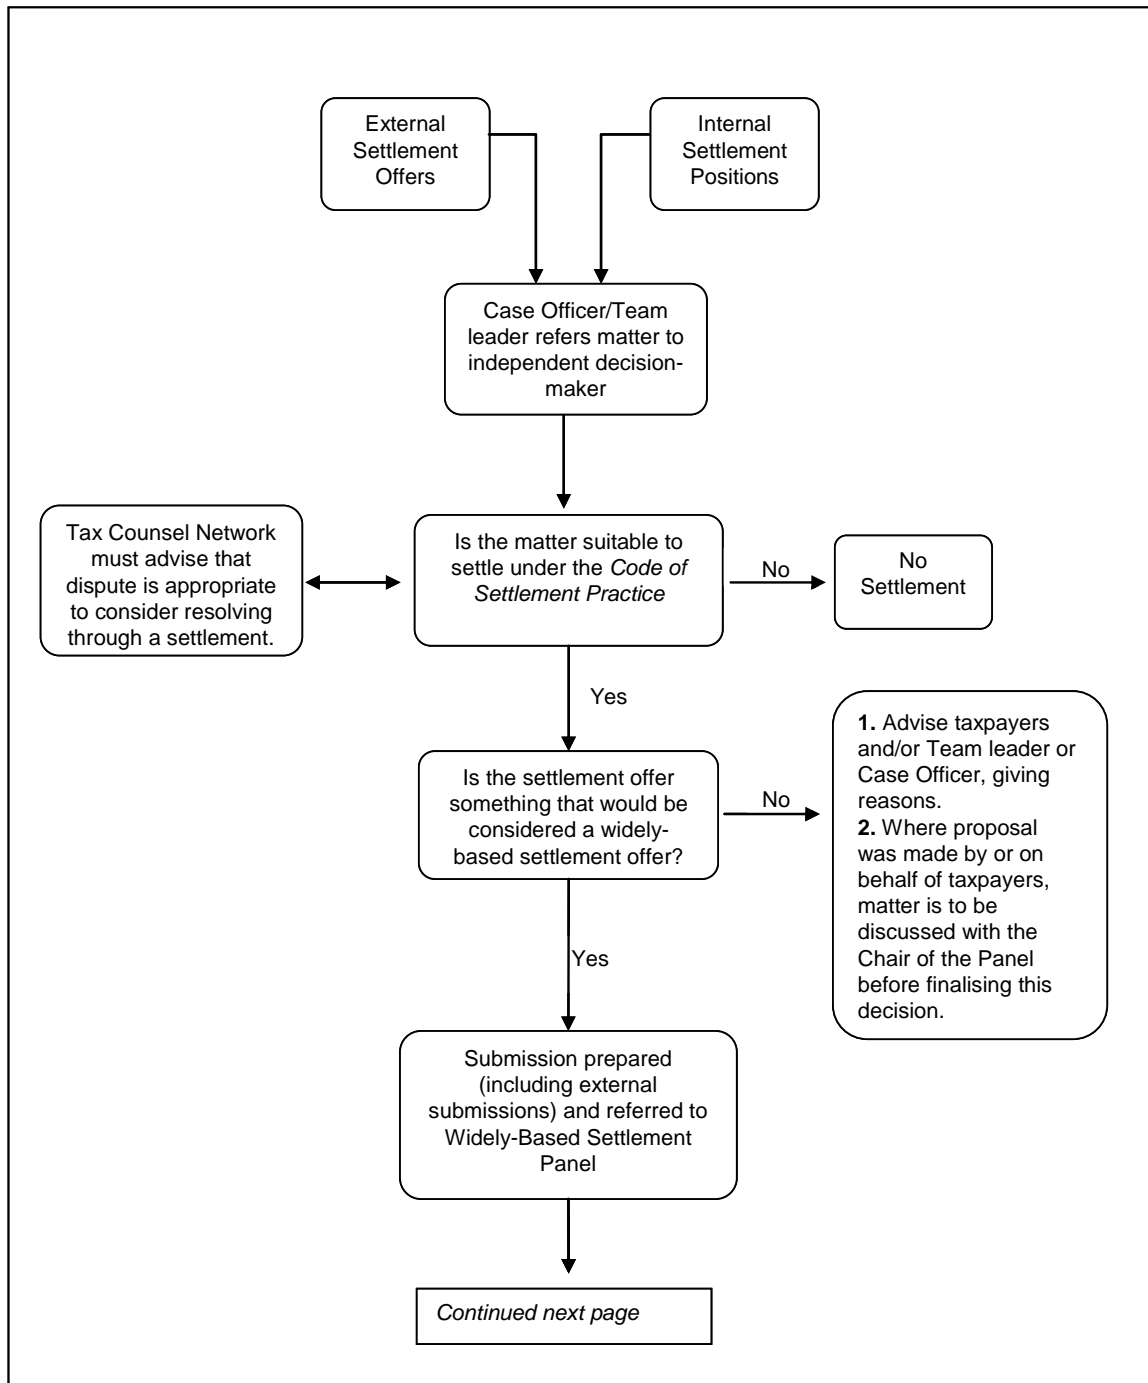 External
Settlement
Offers
Internal
Settlement
Positions
Case Officer/Team
leader refers matter to
independent decision-
maker
Tax Counsel Network
must advise that
dispute is appropriate
to consider resolving
through a settlement.
Is the matter suitable to
settle under the Code of
Settlement Practice
No
No
Settlement
Yes
Is the settlement offer
something that would be
considered a widely-
based settlement offer?
No
1. Advise taxpayers
and/or Team leader or
Case Officer, giving
reasons.
2. Where proposal
was made by or on
behalf of taxpayers,
matter is to be
discussed with the
Chair of the Panel
before finalising this
decision.
Yes
Submission prepared
(including external
submissions) and referred to
Widely-Based Settlement
Panel
Continued next page